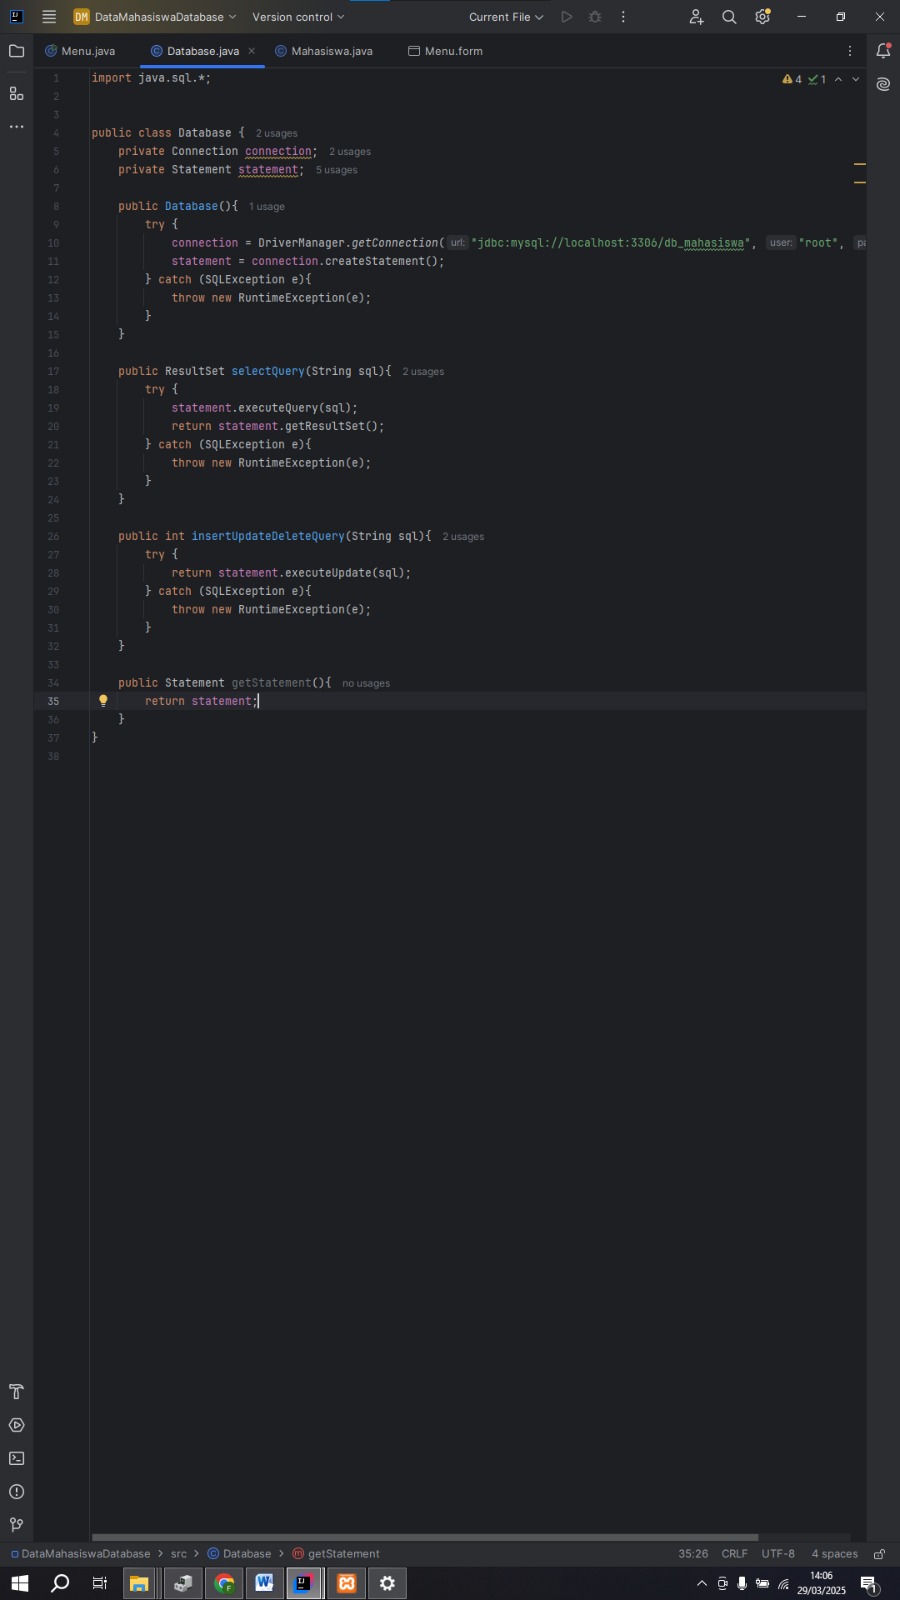 DM DataMahasiswaDatabase Version control Current File
Menu.java Database.java Mahasiswa.java Menu.form
1 import java.sql.*; 4 1
2
3
4 public class Database { 2 usages
5 private Connection connection; 2 usages
6 private Statement statement; 5 usages
7
8 public Database(){ 1 usage
9 try {
10 connection = DriverManager.getConnection( url: "jdbc:mysql://localhost:3306/db_mahasiswa", user: "root", pa
11 statement = connection.createStatement();
12 } catch (SQLException e){
13 throw new RuntimeException(e);
14 }
15 }
16
17 public ResultSet selectQuery(String sql){ 2 usages
18 try {
19 statement.executeQuery(sql);
20 return statement.getResultSet();
21 } catch (SQLException e){
22 throw new RuntimeException(e);
23 }
24 }
25
26 public int insertUpdateDeleteQuery(String sql){ 2 usages
27 try {
28 return statement.executeUpdate(sql);
29 } catch (SQLException e){
30 throw new RuntimeException(e);
31 }
32 }
33
34 public Statement getStatement(){ no usages
35 return statement;
36 }
37 }
38
DataMahasiswaDatabase > src > Database > getStatement 35:26 CRLF UTF-8 4 spaces
14:06
29/03/2025 1